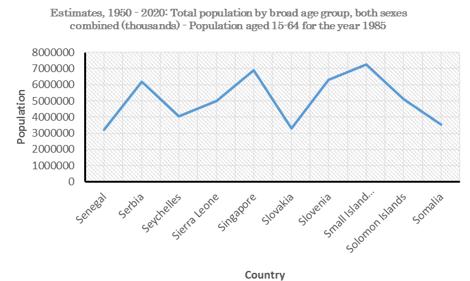 Estimates, 1950 - 2020: Total population by broad age group, both sexes
combined (thousands) - Population aged 15-64 for the year 1985
8000000
7000000
6000000
5000000
4000000
3000000
2000000
1000000
0
Population
Senegal
Serbia
Seychelles
Sierra Leone
Singapore
Slovakia
Slovenia
Small Island...
Solomon Islands
Somalia
Country